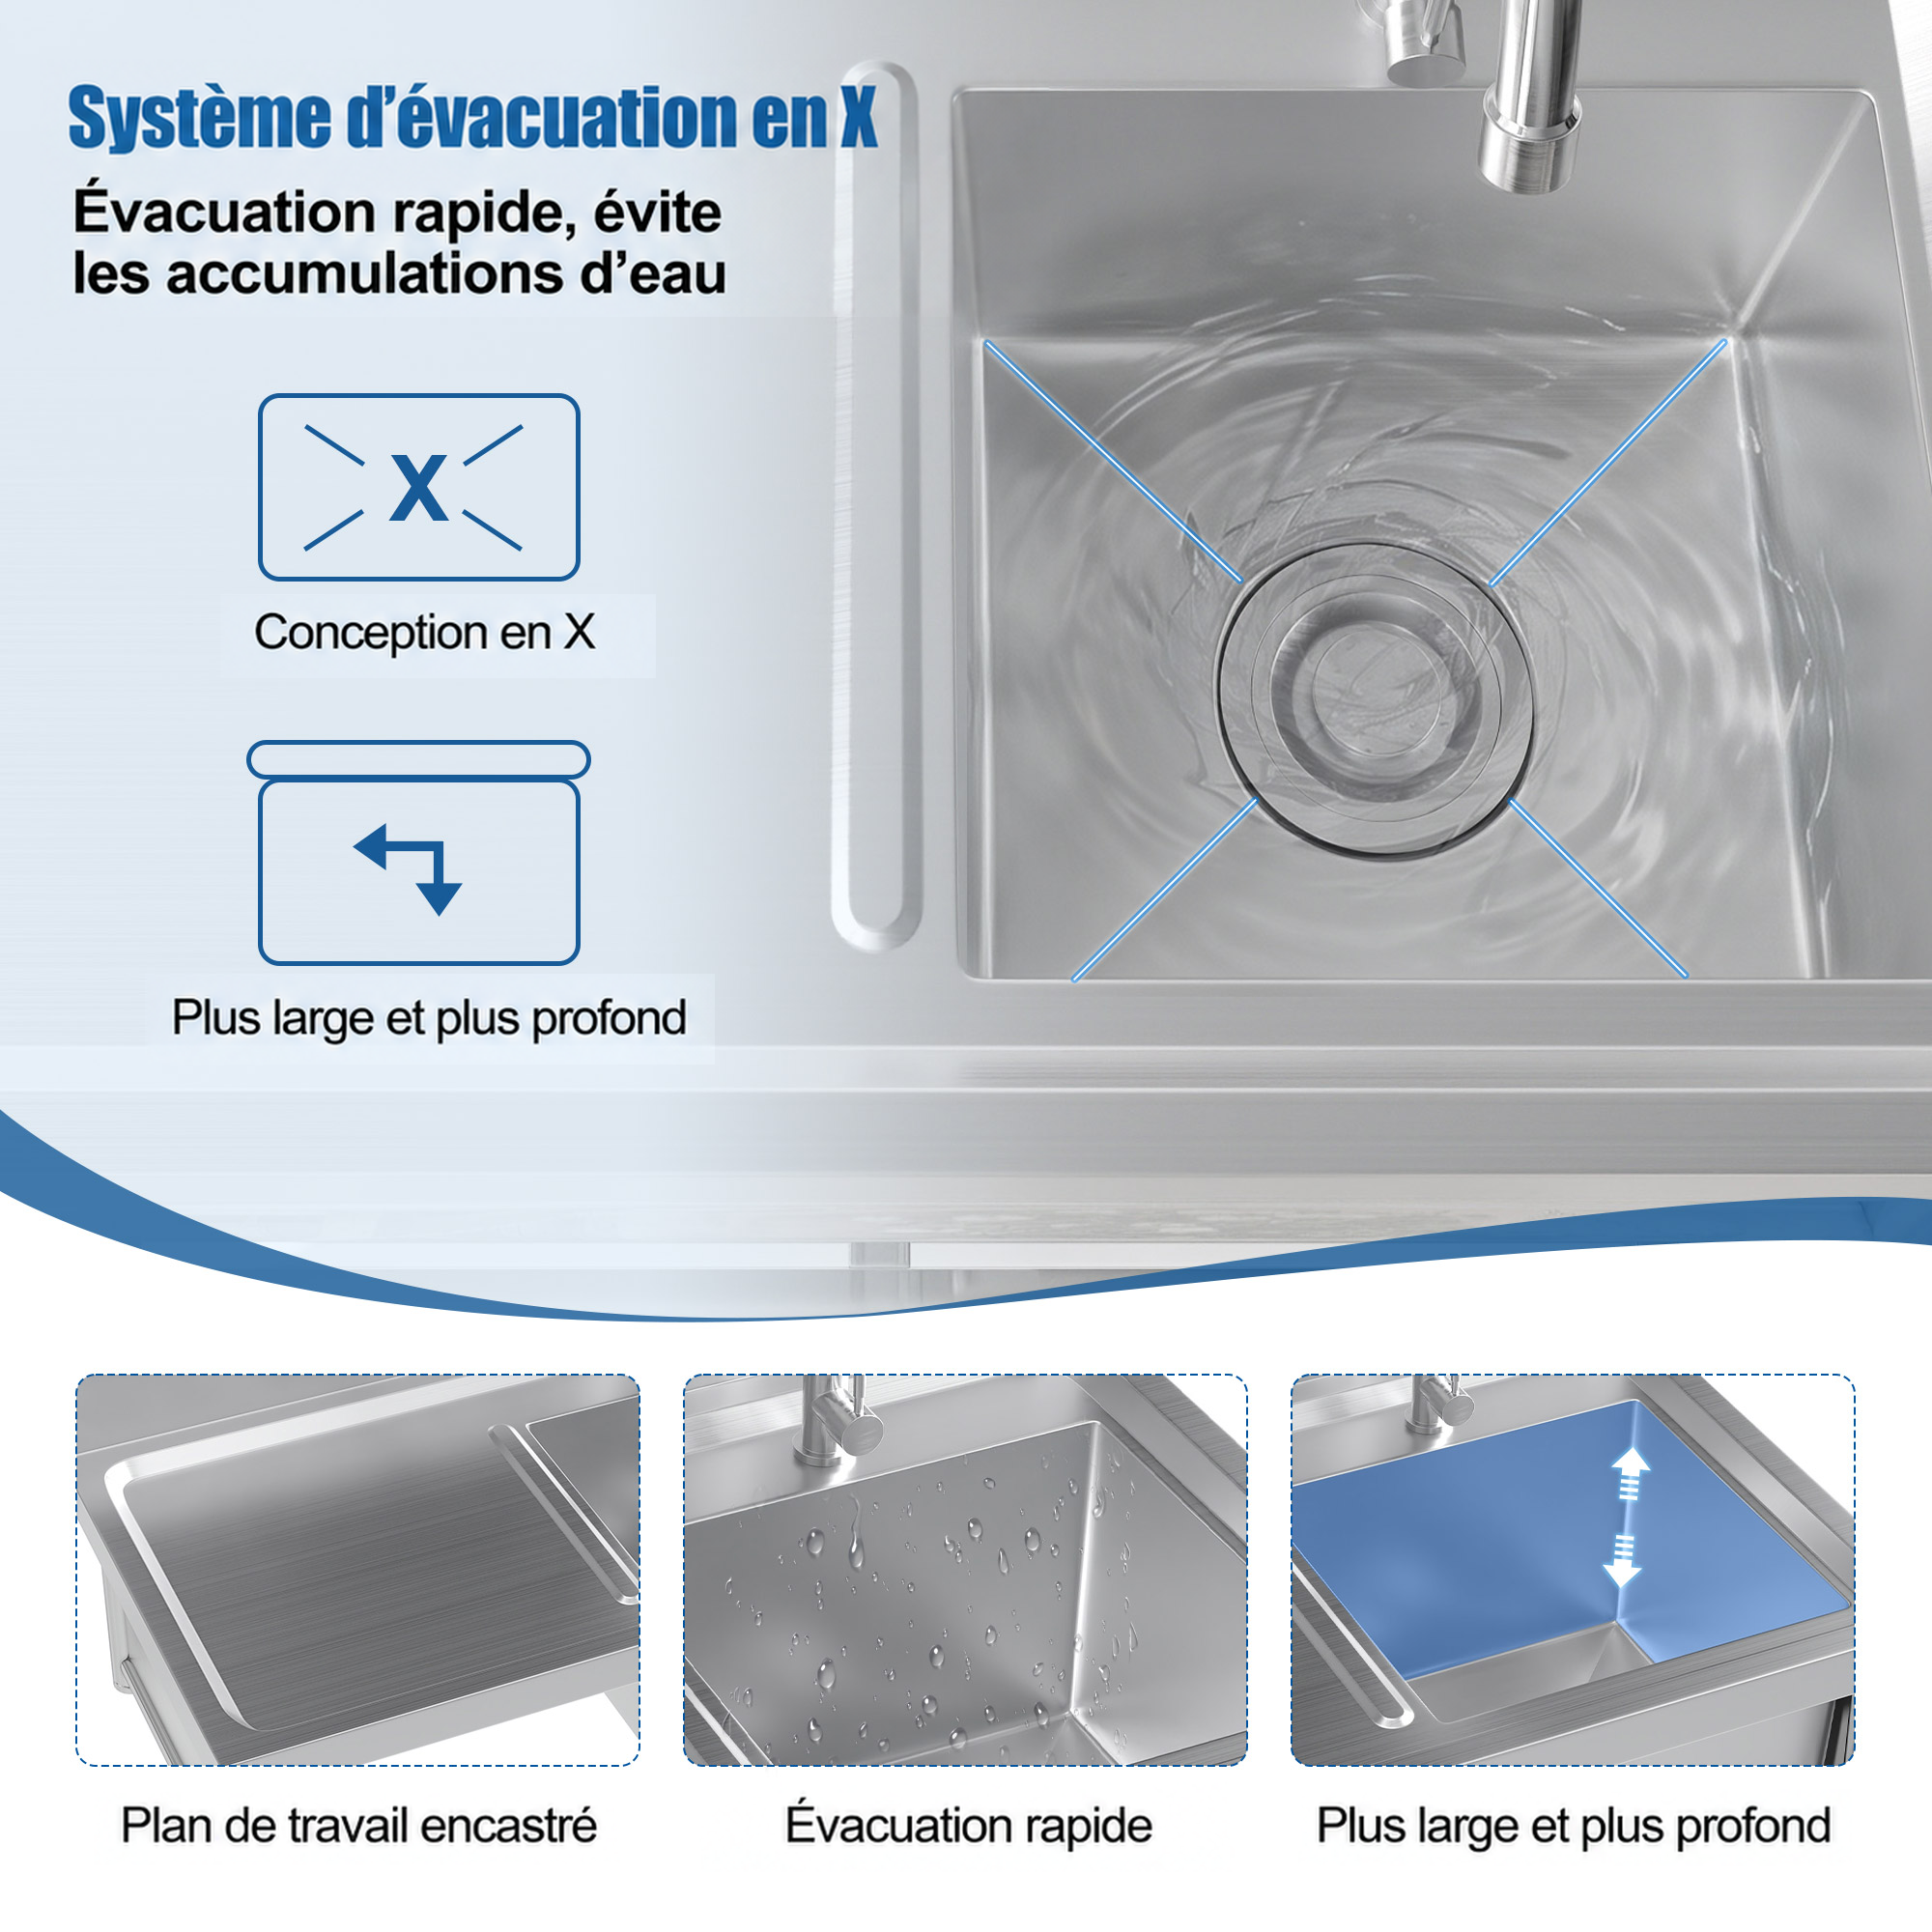 Système d’évacuation en X
Évacuation rapide, évite
les accumulations d’eau
X
Conception en X
Plus large et plus profond
Plan de travail encastré
Évacuation rapide
Plus large et plus profond